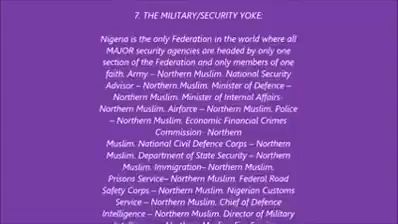 7. THE MILITARY/SECURITY YOKE:
Nigeria is the only Federation in the world where all
MAJOR security agencies are headed by only one
section of the Federation and only members of one
faith. Army – Northern Muslim. National Security
Advisor – Northern Muslim. Minister of Defence –
Northern Muslim. Minister of Internal Affairs-
Northern Muslim. Airforce – Northern Muslim. Police
– Northern Muslim. Economic Financial Crimes
Commission- Northern
Muslim. National Civil Defence Corps – Northern
Muslim. Department of State Security – Northern
Muslim. Immigration– Northern Muslim.
Prisons Service– Northern Muslim. Federal Road
Safety Corps – Northern Muslim. Nigerian Customs
Service – Northern Muslim. Chief of Defence
Intelligence – Northern Muslim. Director of Military